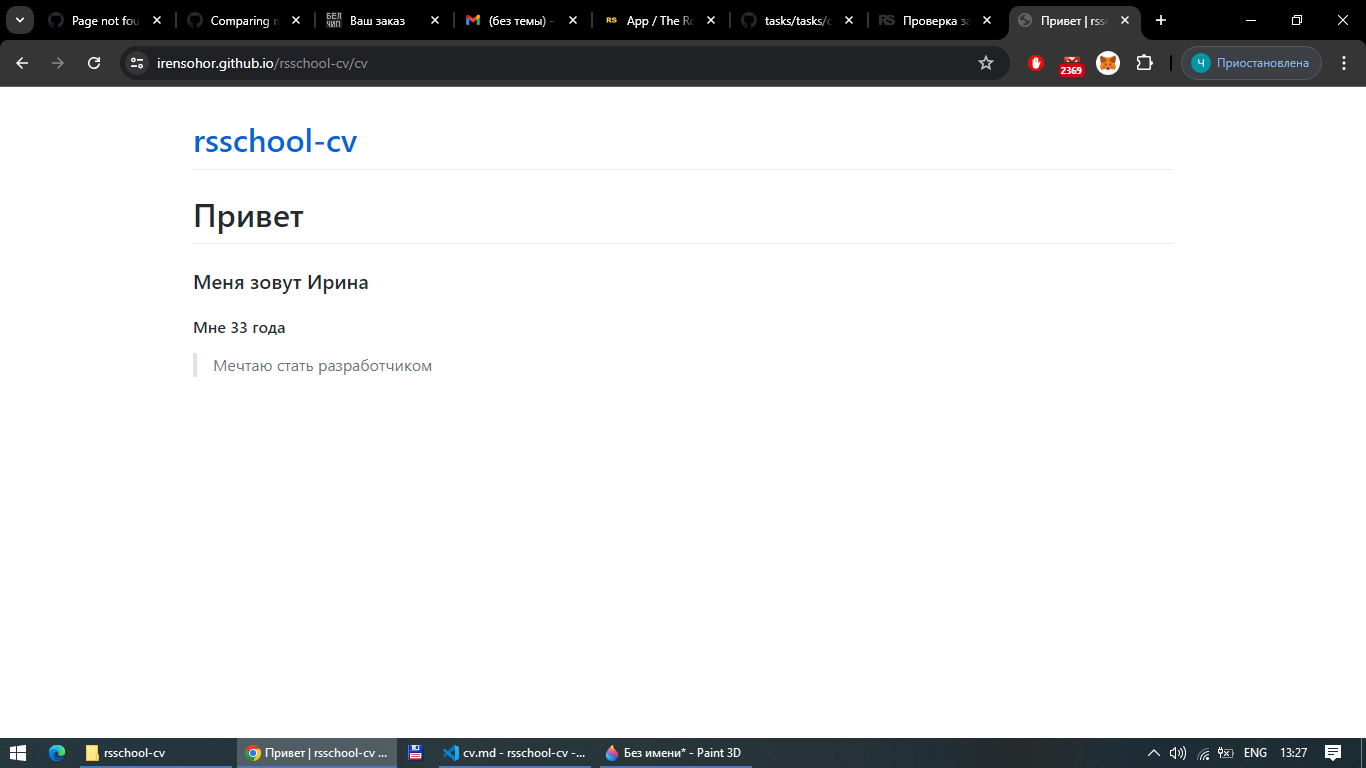 Page not fou
Comparing m
БЕЛ ЧИП Ваш заказ
(без темы) -
RS App / The Ro
tasks/tasks/c
RS Проверка за
Привет | rssc
irensohor.github.io/rsschool-cv/cv
2369
Ч Приостановлена
rsschool-cv
Привет
Меня зовут Ирина
Мне 33 года
Мечтаю стать разработчиком
rsschool-cv
Привет | rsschool-cv ...
cv.md - rsschool-cv -...
Без имени* - Paint 3D
ENG
13:27